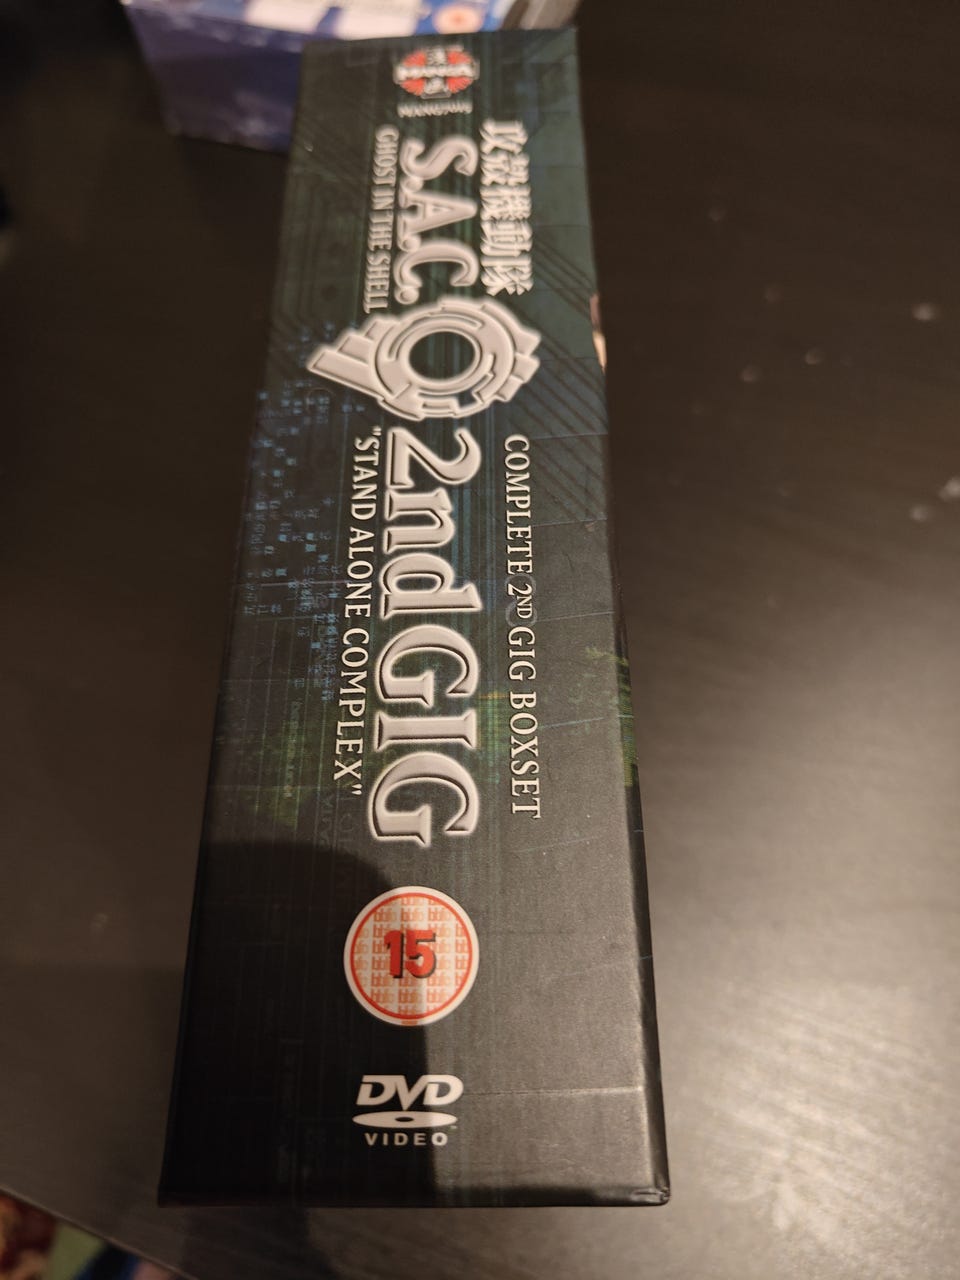 MANGA
攻殻機動隊
S.A.C.
GHOST IN THE SHELL
2nd GIG
"STAND ALONE COMPLEX"
COMPLETE 2ND GIG BOXSET
15
DVD
VIDEO